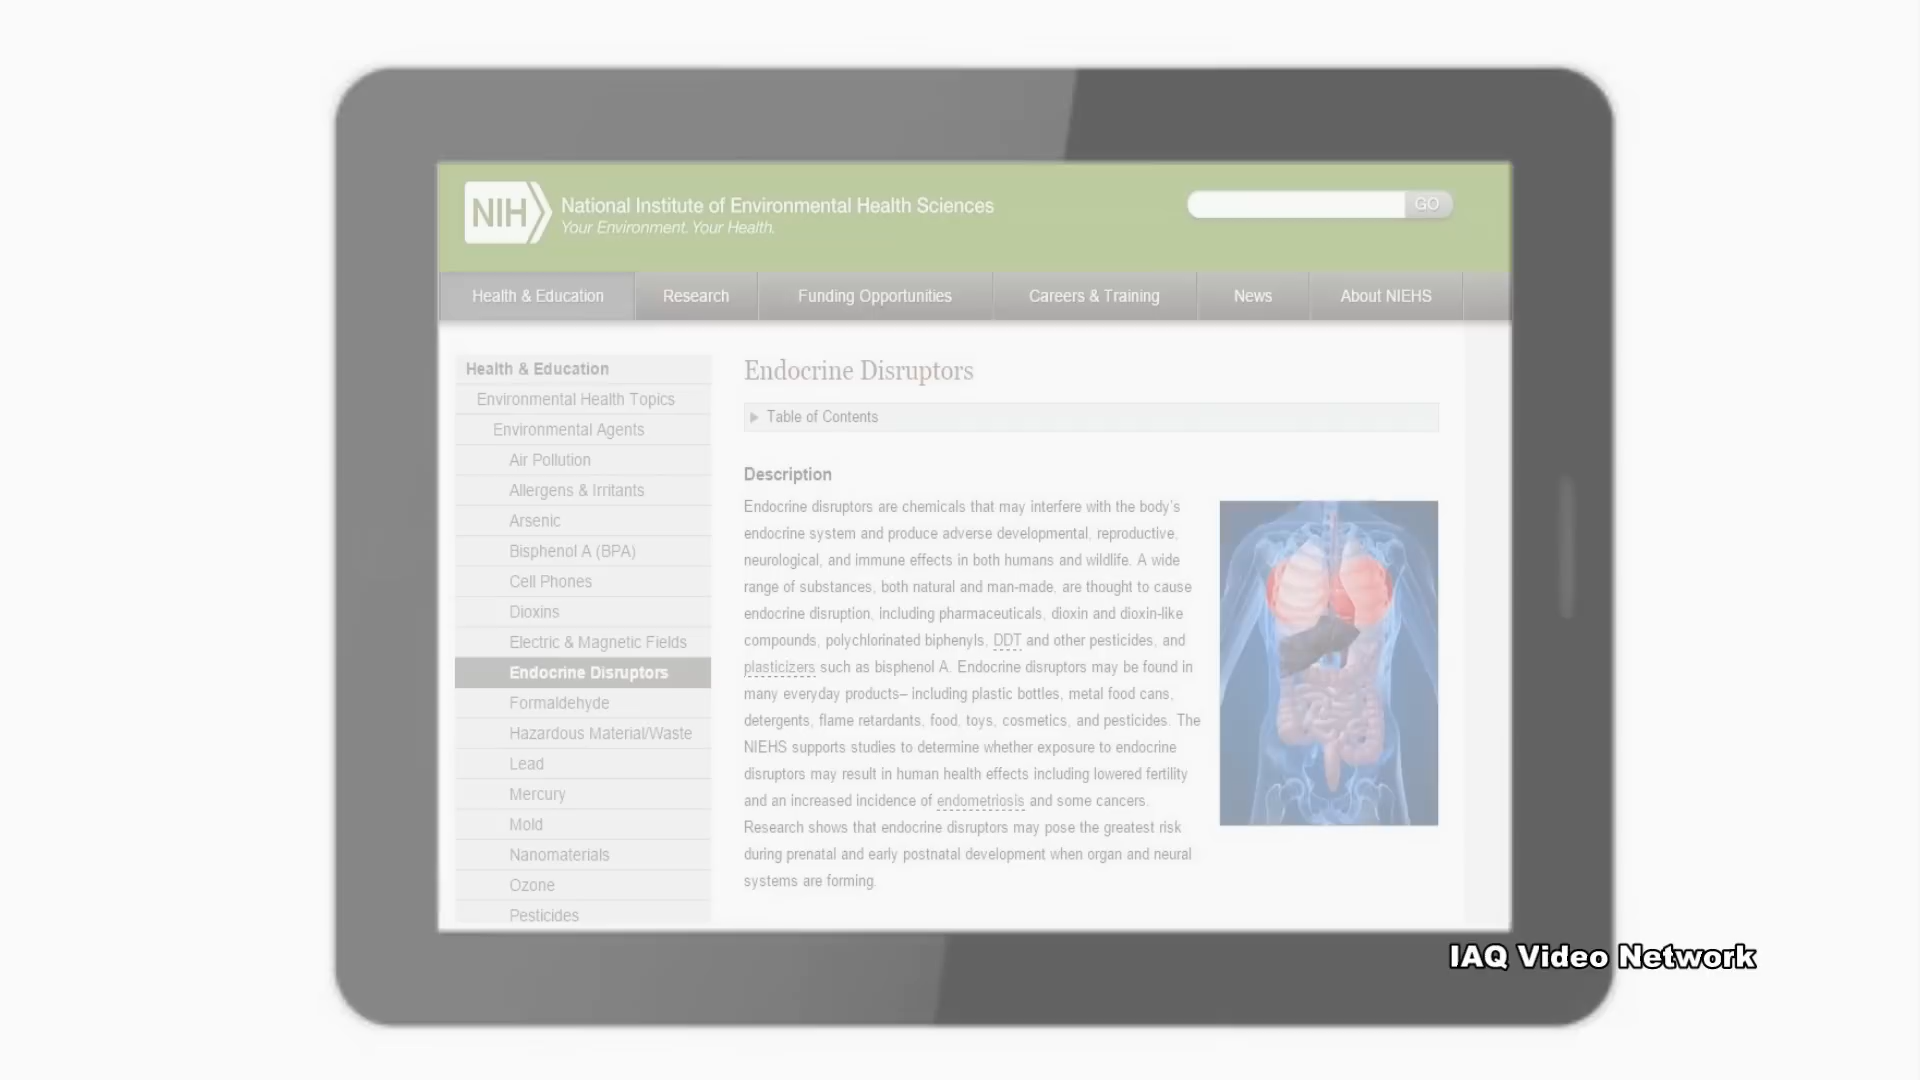 NIH
National Institute of Environmental Health Sciences
Your Environment. Your Health.
GO
Health & Education
Research
Funding Opportunities
Careers & Training
News
About NIEHS
Health & Education
Environmental Health Topics
Environmental Agents
Air Pollution
Allergens & Irritants
Arsenic
Bisphenol A (BPA)
Cell Phones
Dioxins
Electric & Magnetic Fields
Endocrine Disruptors
Formaldehyde
Hazardous Material/Waste
Lead
Mercury
Mold
Nanomaterials
Ozone
Pesticides
Endocrine Disruptors
Table of Contents
Description
Endocrine disruptors are chemicals that may interfere with the body's
endocrine system and produce adverse developmental, reproductive,
neurological, and immune effects in both humans and wildlife. A wide
range of substances, both natural and man-made, are thought to cause
endocrine disruption, including pharmaceuticals, dioxin and dioxin-like
compounds, polychlorinated biphenyls, DDT and other pesticides, and
plasticizers such as bisphenol A. Endocrine disruptors may be found in
many everyday products– including plastic bottles, metal food cans,
detergents, flame retardants, food, toys, cosmetics, and pesticides. The
NIEHS supports studies to determine whether exposure to endocrine
disruptors may result in human health effects including lowered fertility
and an increased incidence of endometriosis and some cancers.
Research shows that endocrine disruptors may pose the greatest risk
during prenatal and early postnatal development when organ and neural
systems are forming.
IAQ Video Network